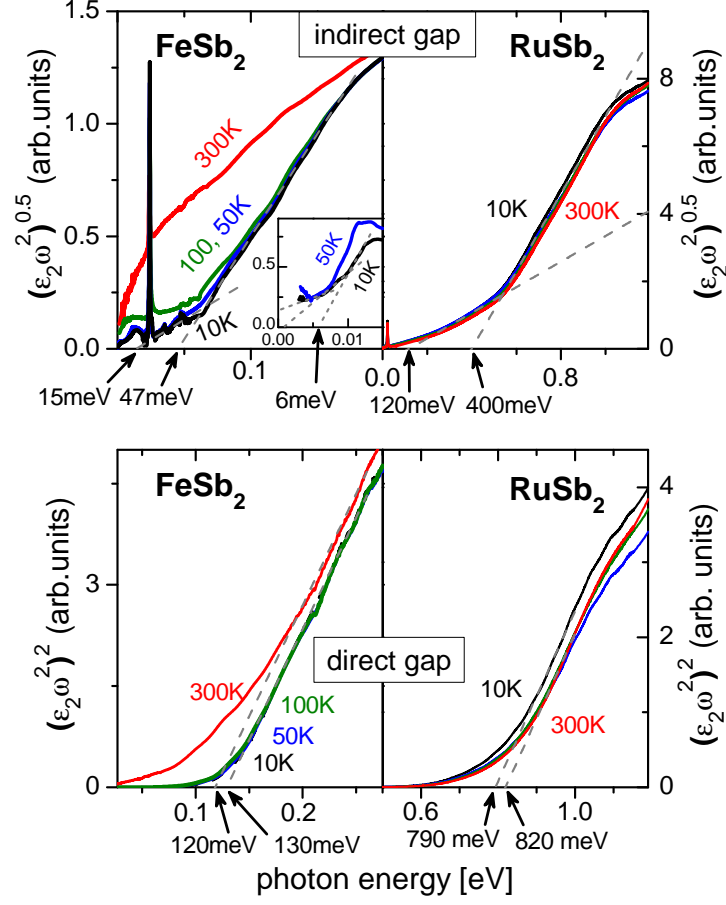 FeSb2
indirect gap
RuSb2
1.5
1.0
0.5
0.0
(ε2ω2)0.5 (arb.units)
300K
100, 50K
10K
50K
10K
0.75
0.25
0.00
0.01
10K
300K
8
4
0
(ε2ω2)0.5 (arb.units)
0.1
0.0
0.8
15meV
47meV
6meV
120meV
400meV
FeSb2
RuSb2
3
0
(ε2ω2)2 (arb.units)
direct gap
300K
100K
50K
10K
10K
300K
4
2
0
(ε2ω2)2 (arb.units)
0.1
0.2
0.6
1.0
120meV
130meV
790 meV
820 meV
photon energy [eV]